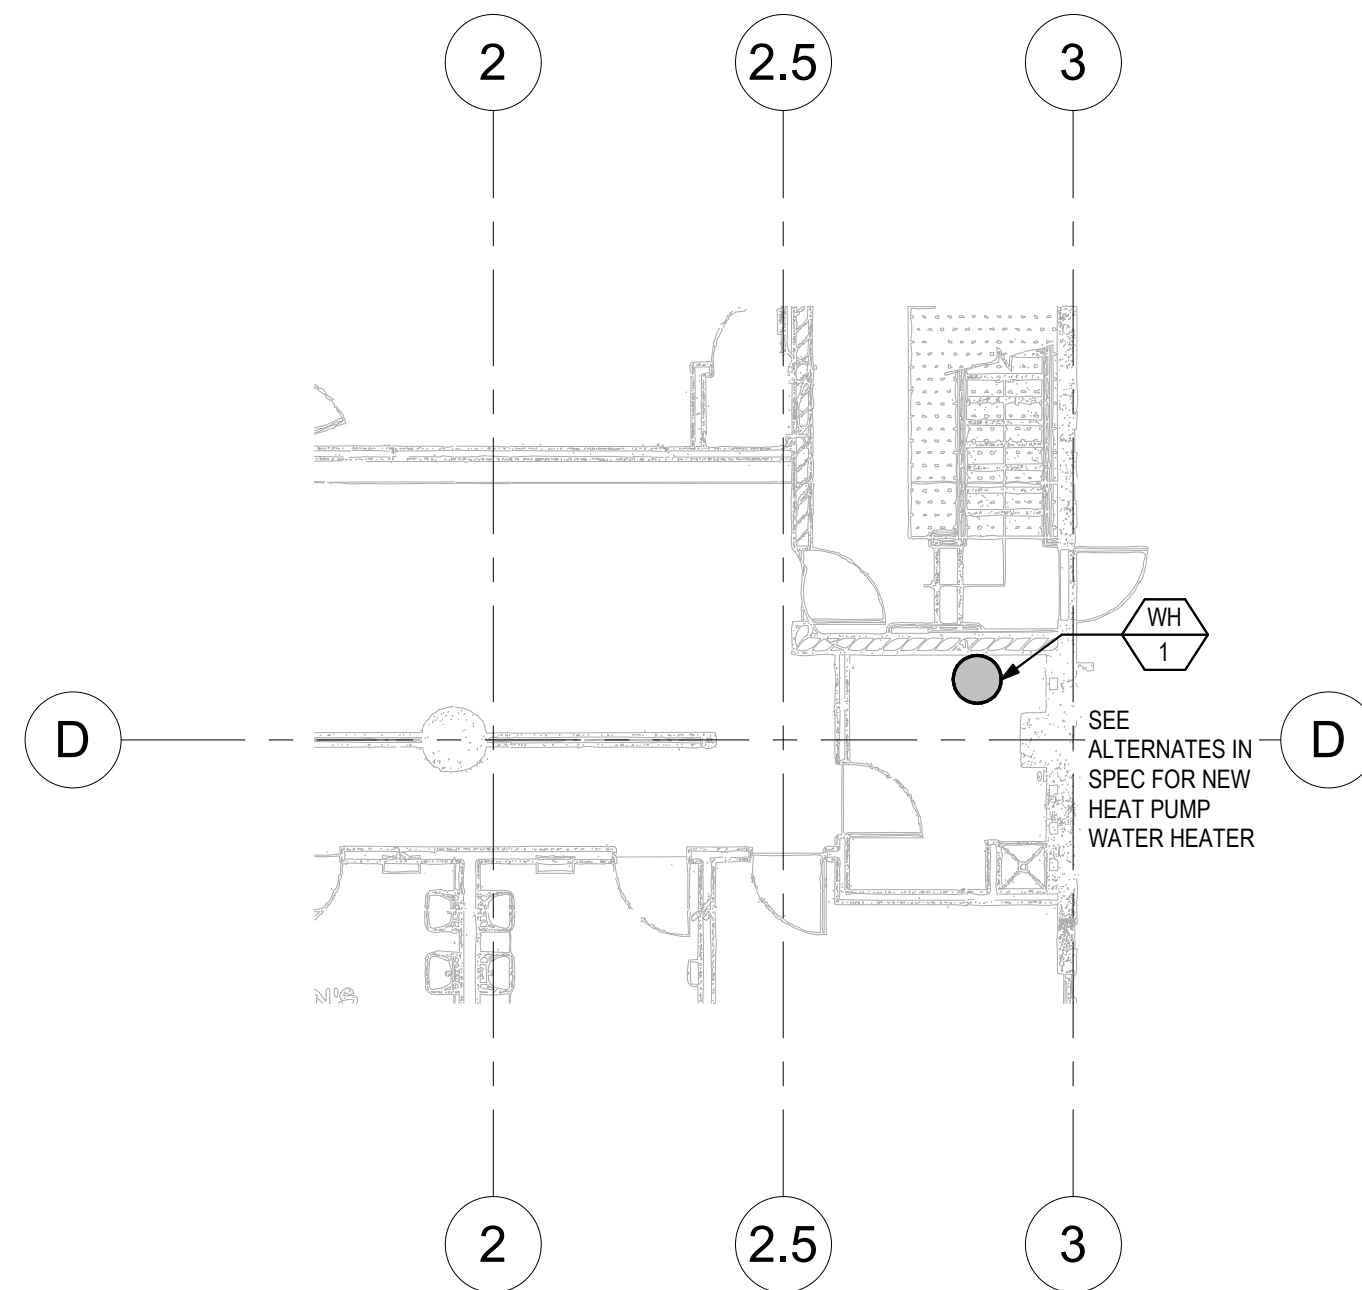 2
2.5
3
WH
1
D
SEE
ALTERNATES IN
SPEC FOR NEW
HEAT PUMP
WATER HEATER
D
N'S
2
2.5
3